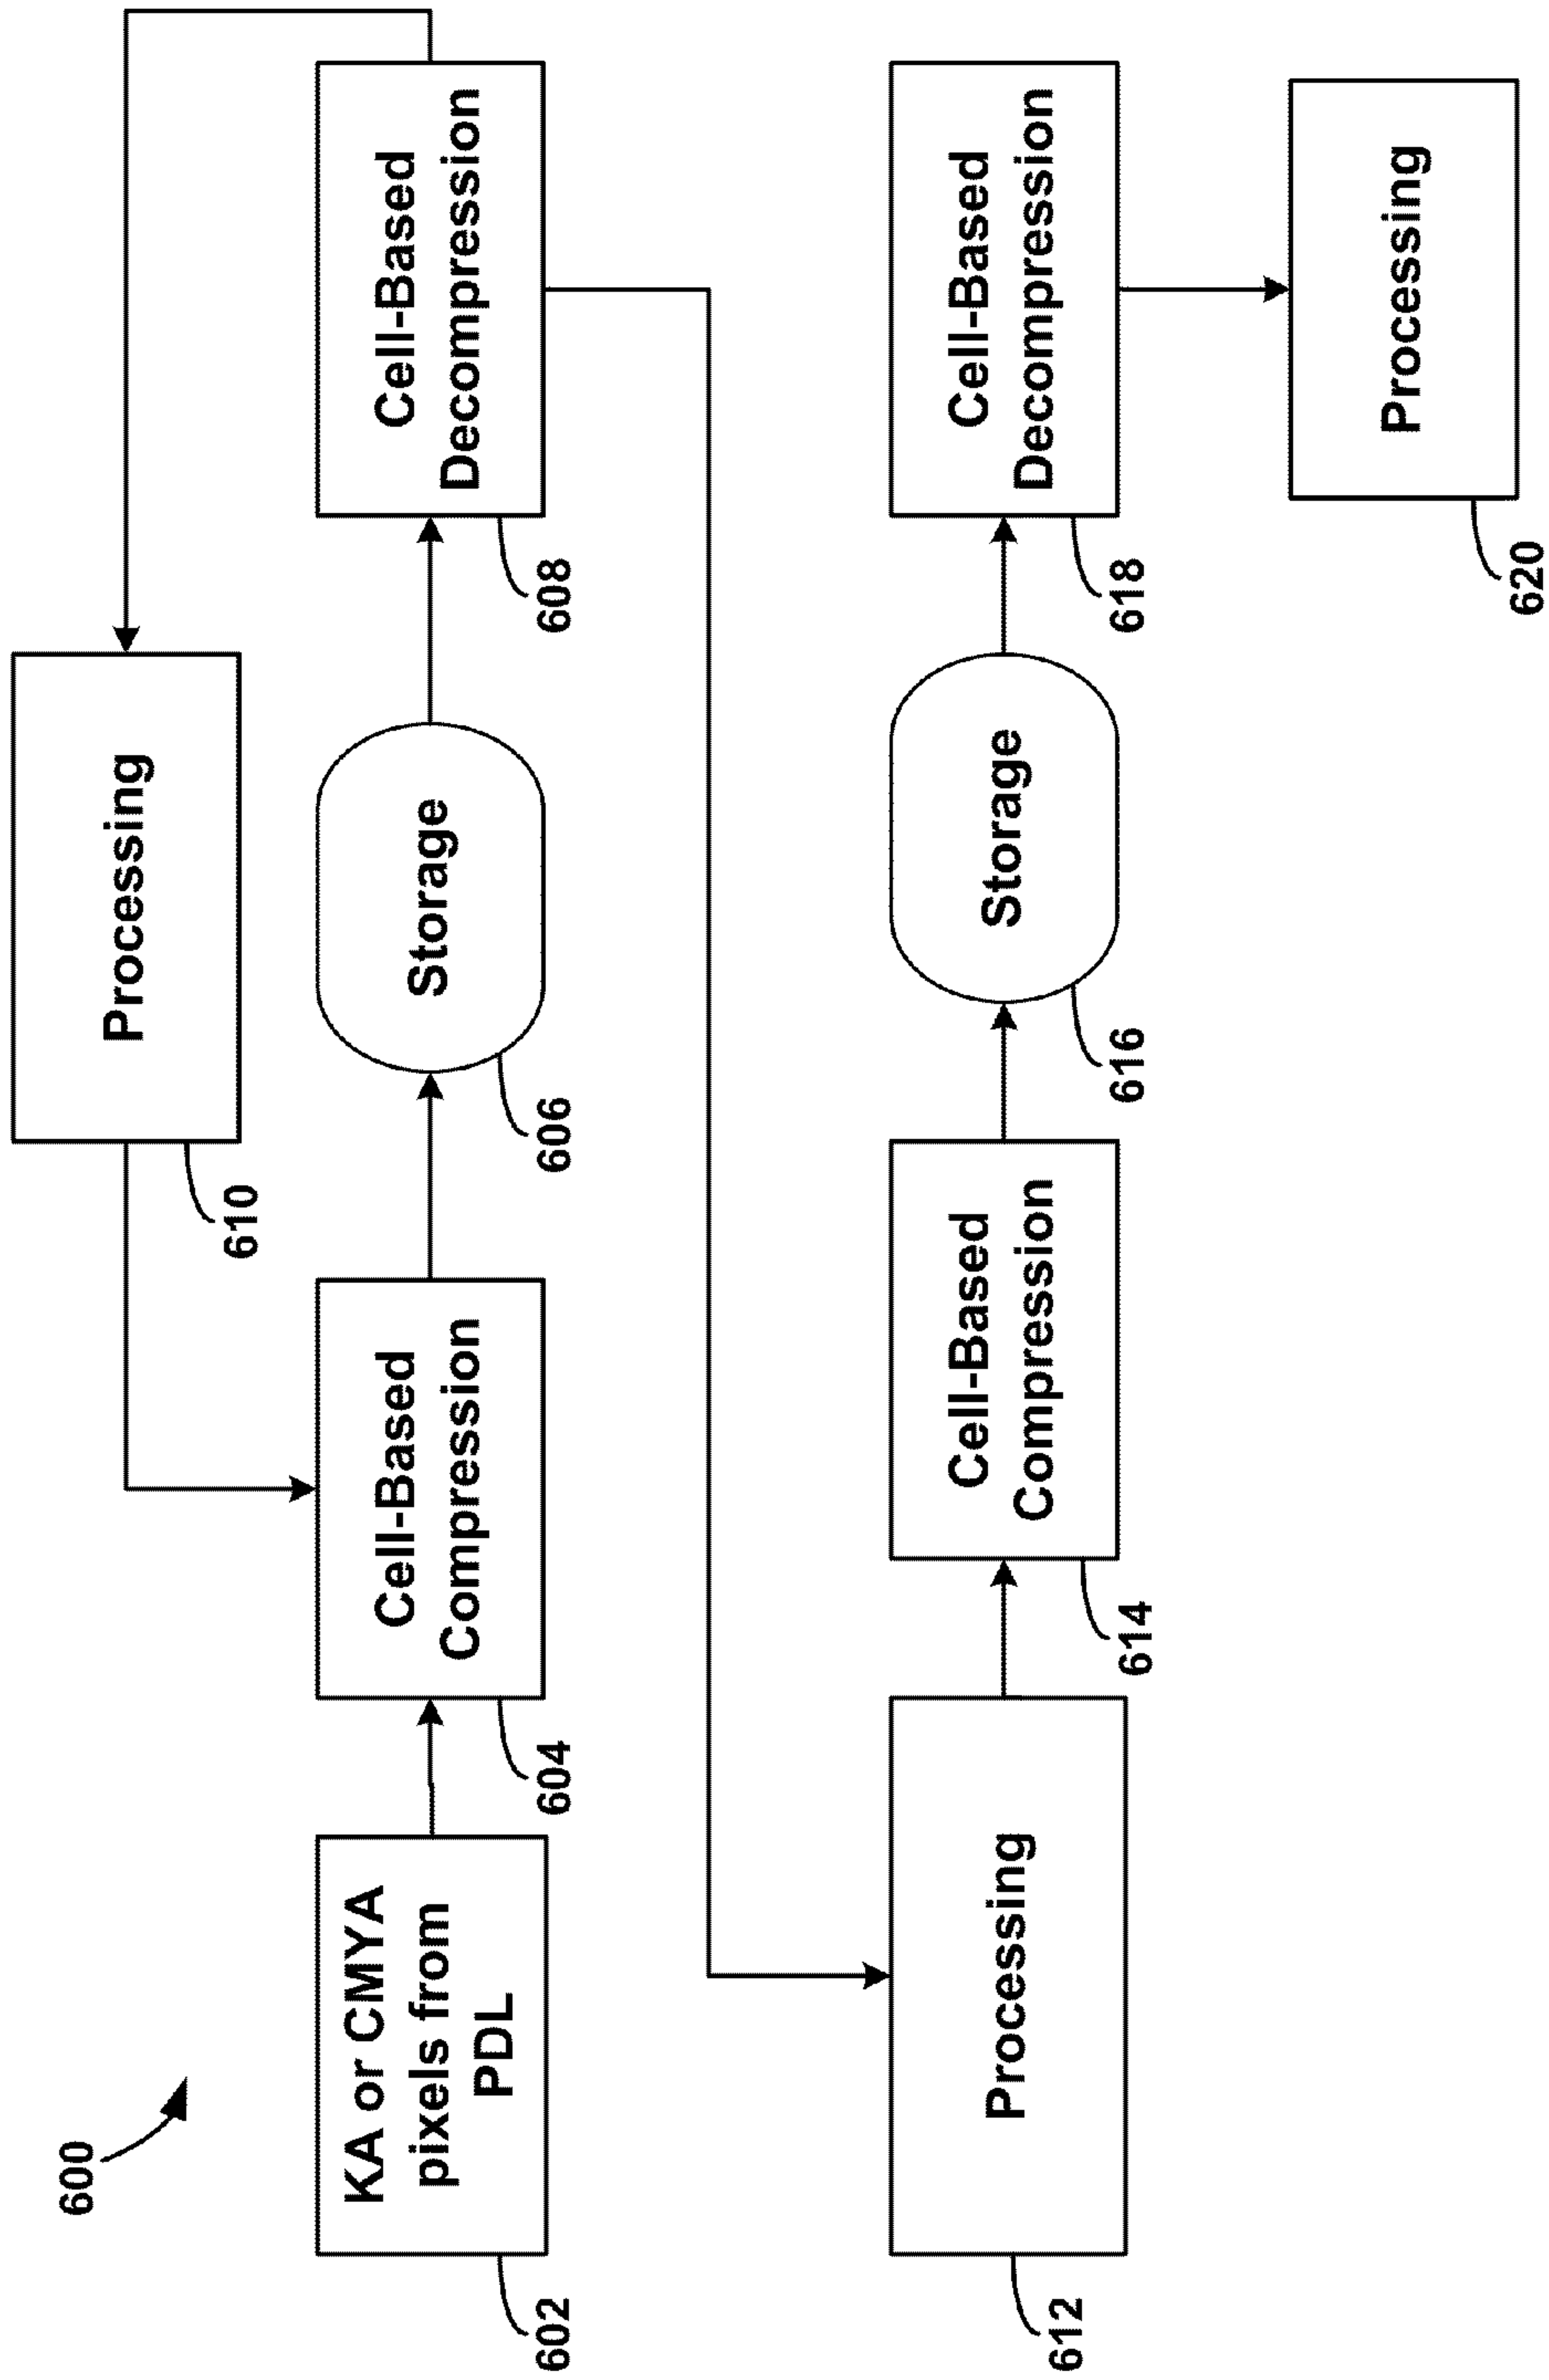 600
Processing
610
KA or CMYA
pixels from
PDL
602
Cell-Based
Compression
604
Storage
606
Cell-Based
Decompression
608
Processing
612
Cell-Based
Compression
614
Storage
616
Cell-Based
Decompression
618
Processing
620